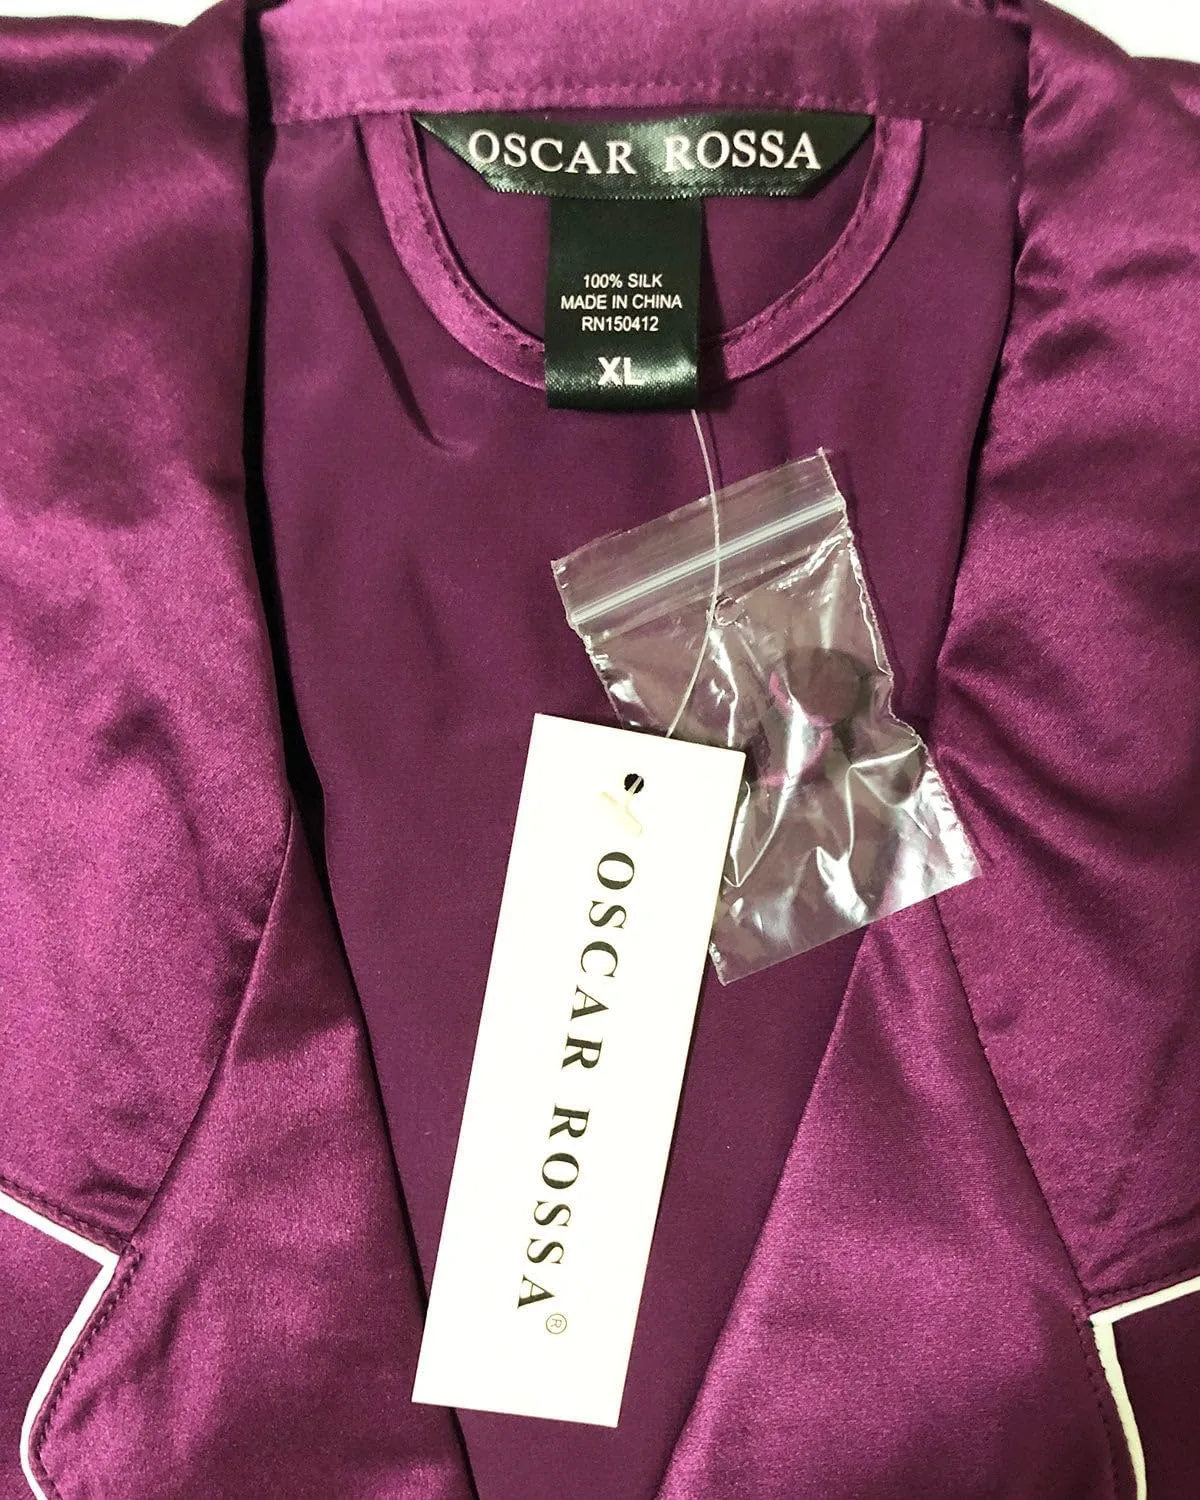 OSCAR ROSSA
100% SILK
MADE IN CHINA
RN150412
XL
OSCAR ROSSA®